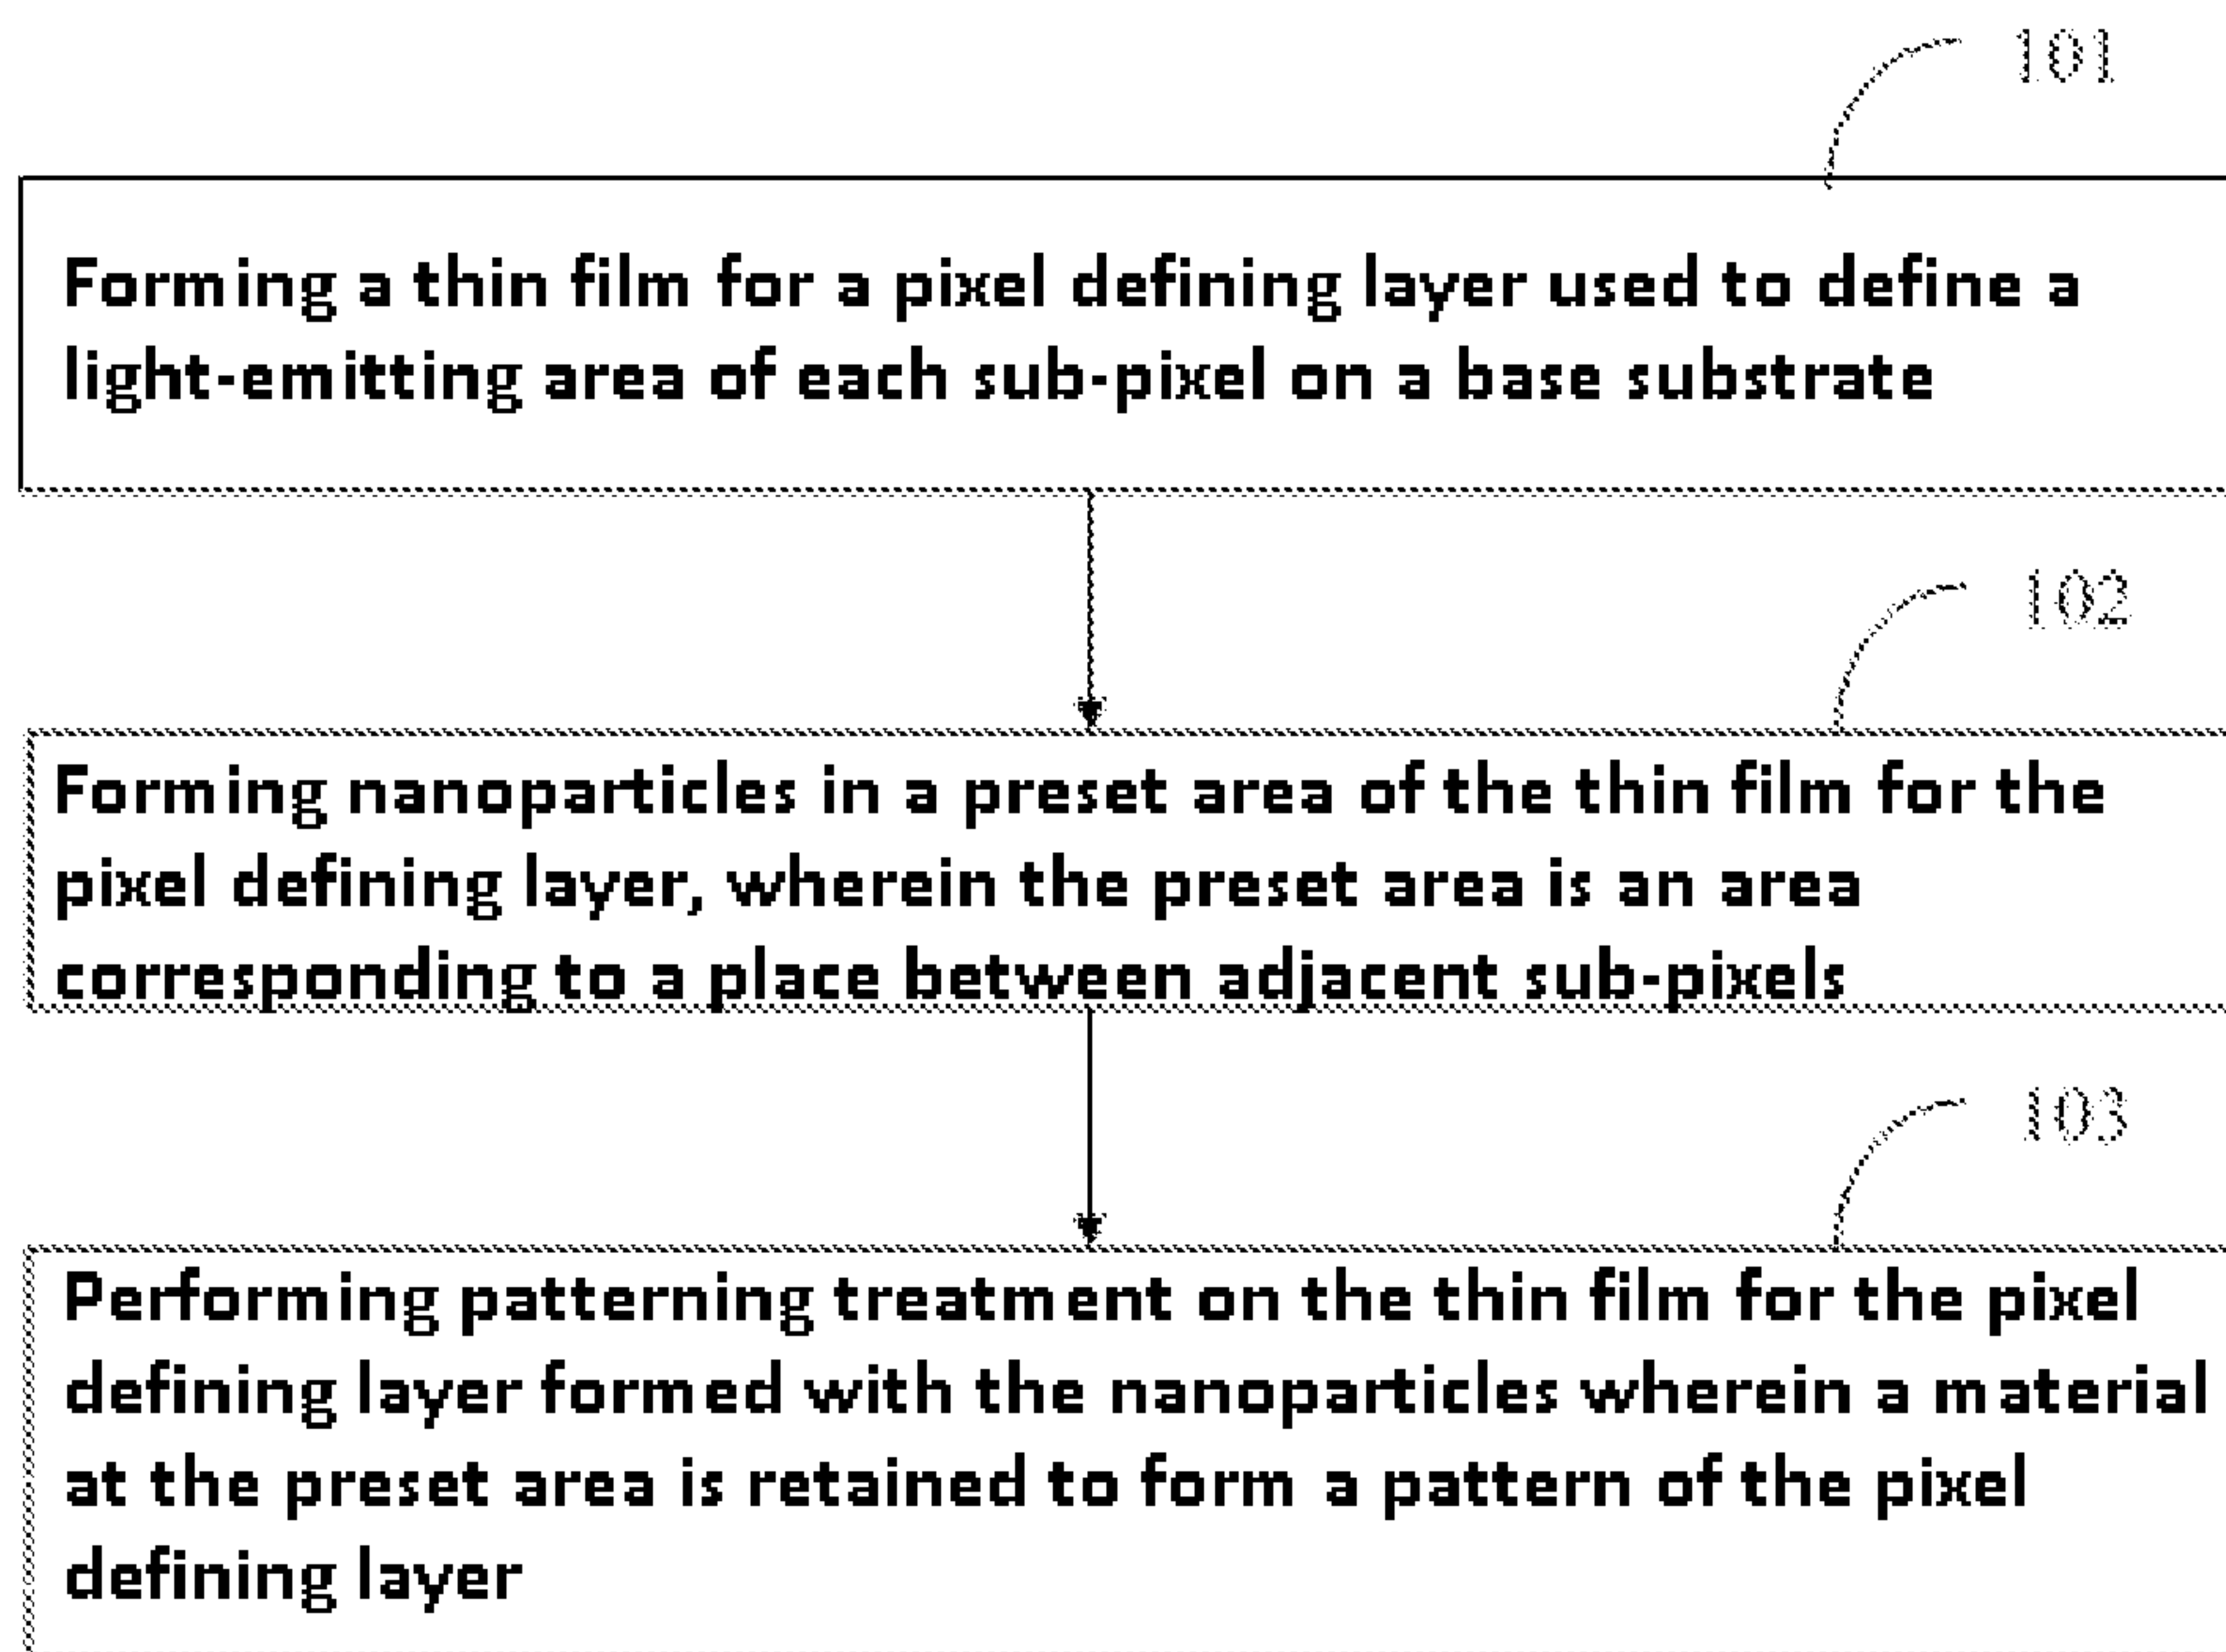 101
Forming a thin film for a pixel defining layer used to define a
light-emitting area of each sub-pixel on a base substrate
102
Forming nanoparticles in a preset area of the thin film for the
pixel defining layer, wherein the preset area is an area
corresponding to a place between adjacent sub-pixels
103
Performing patterning treatment on the thin film for the pixel
defining layer formed with the nanoparticles wherein a material
at the preset area is retained to form a pattern of the pixel
defining layer